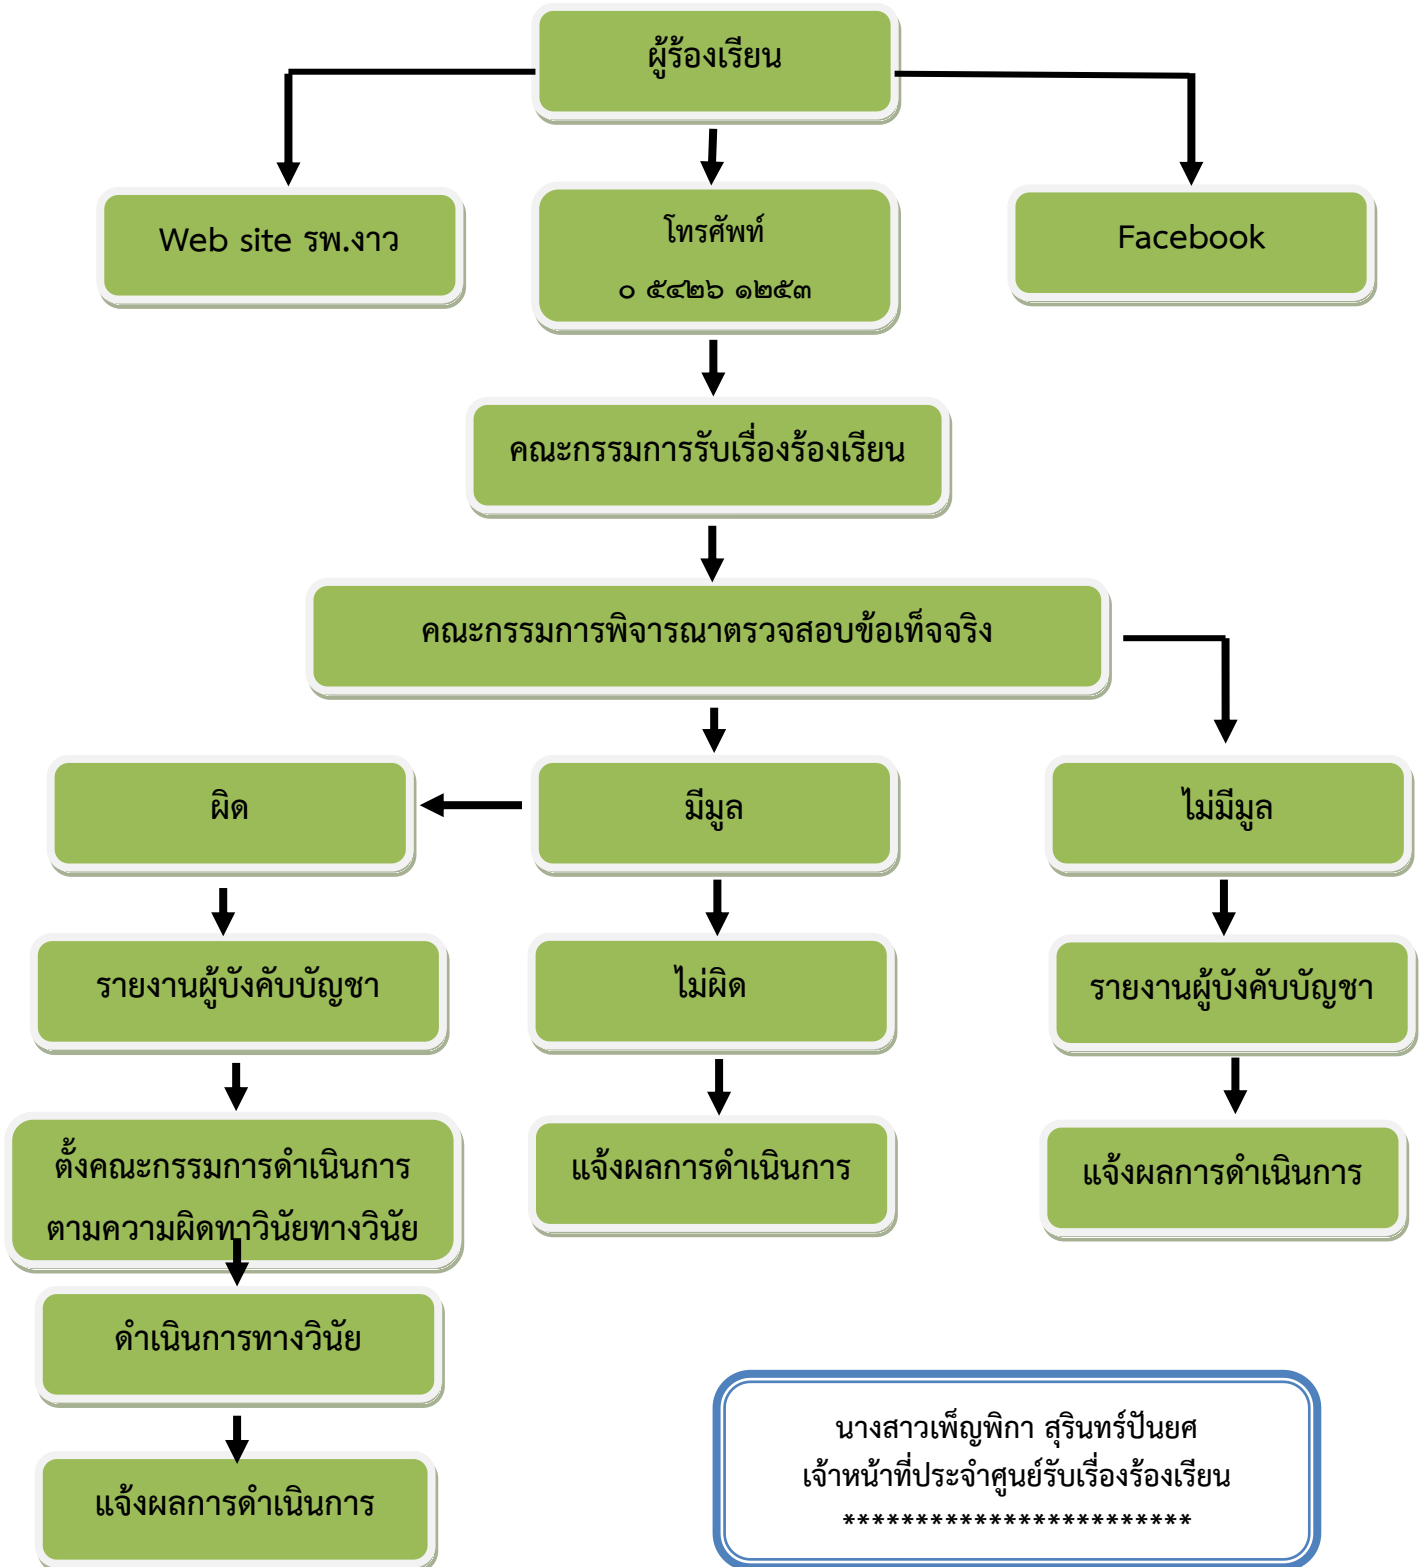 ผู้ร้องเรียน
Web site รพ.งาว
โทรศัพท์
๐ ๕๔๒๖ ๑๒๕๓
Facebook
คณะกรรมการรับเรื่องร้องเรียน
คณะกรรมการพิจารณาตรวจสอบข้อเท็จจริง
ผิด
มีมูล
ไม่มีมูล
รายงานผู้บังคับบัญชา
ไม่ผิด
รายงานผู้บังคับบัญชา
ตั้งคณะกรรมการดำเนินการ
ตามความผิดทาวินัยทางวินัย
แจ้งผลการดำเนินการ
แจ้งผลการดำเนินการ
ดำเนินการทางวินัย
แจ้งผลการดำเนินการ
นางสาวเพ็ญพิกา สุรินทร์ปันยศ
เจ้าหน้าที่ประจำศูนย์รับเรื่องร้องเรียน
************************